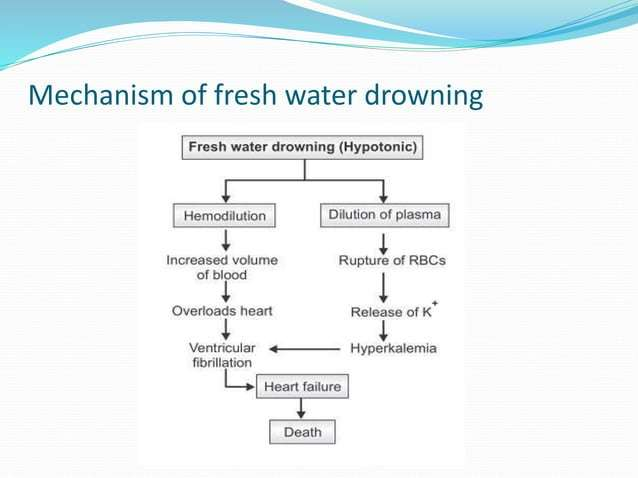 Mechanism of fresh water drowning
Fresh water drowning (Hypotonic)
Hemodilution
Dilution of plasma
Increased volume
of blood
Rupture of RBCs
Overloads heart
Release of K+
Ventricular
fibrillation
Hyperkalemia
Heart failure
Death